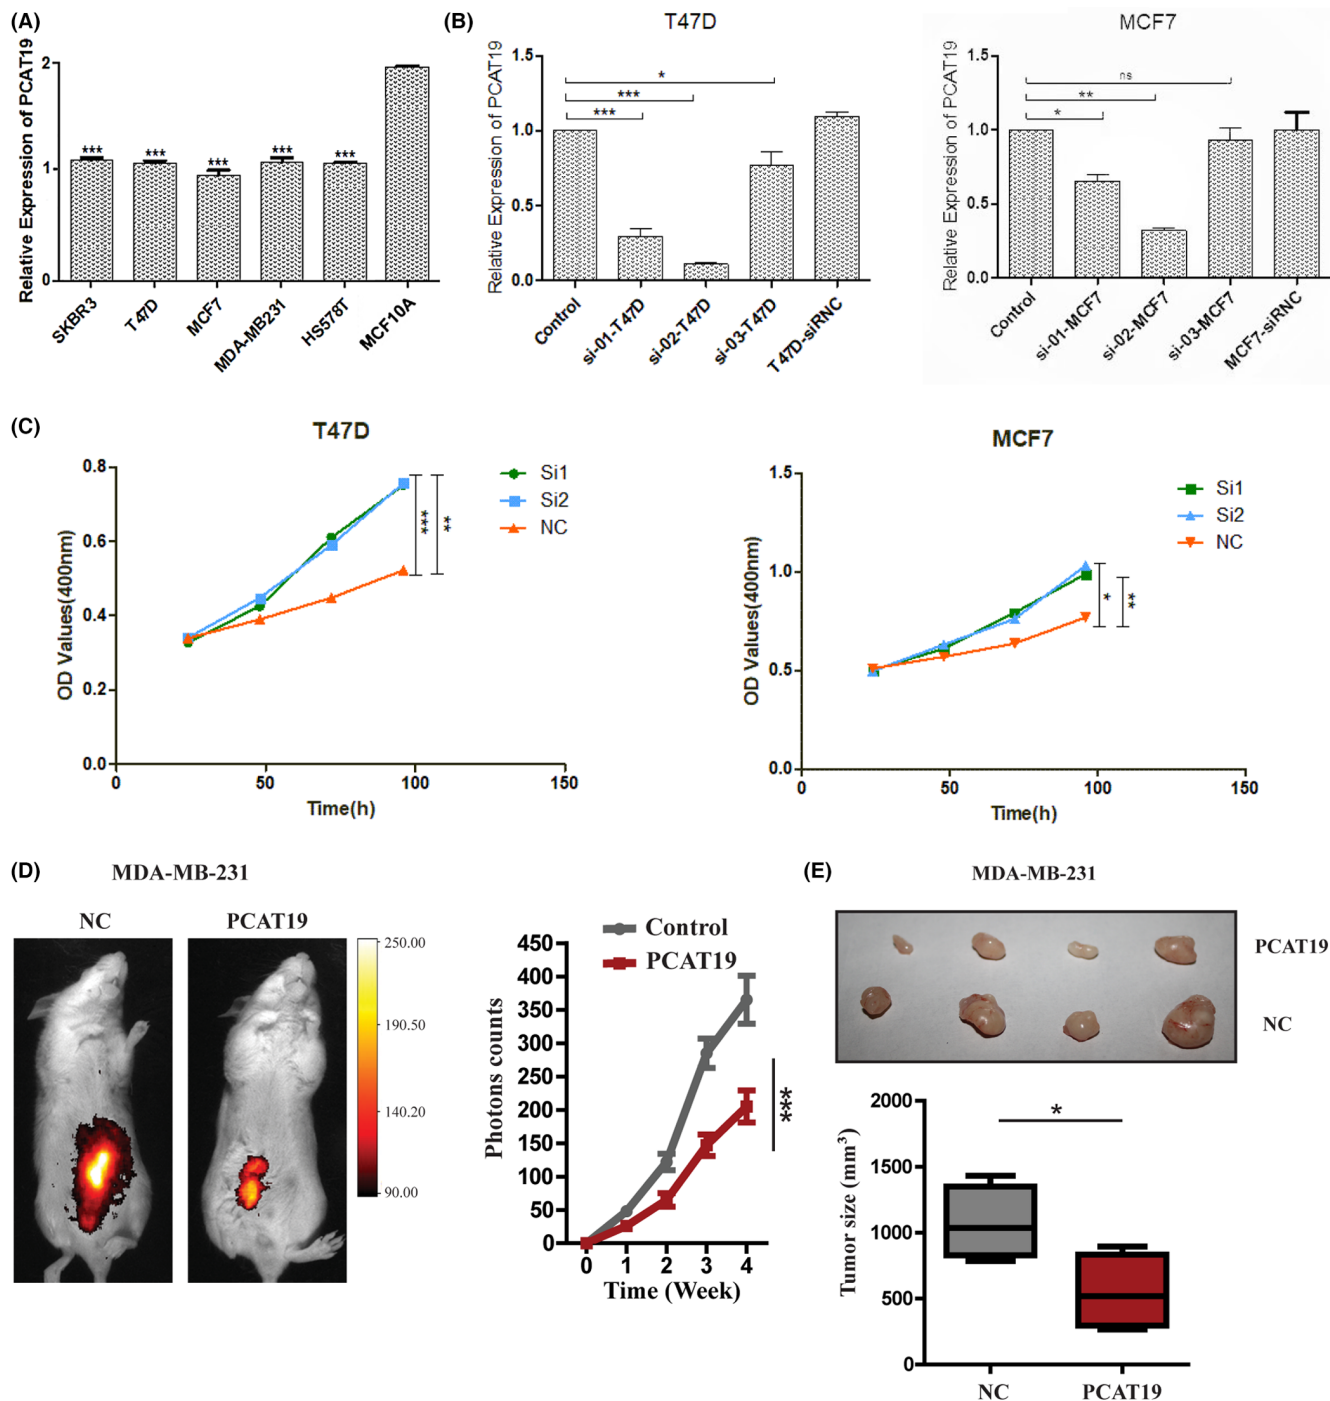 (A)
Relative Expression of PCAT19
2
1
0
***
***
***
***
***
SKBR3
T47D
MCF7
MDA-MB231
HS578T
MCF10A
(B)
T47D
Relative Expression of PCAT19
1.5
1.0
0.5
0.0
*
***
***
Control
si-01-T47D
si-02-T47D
si-03-T47D
T47D-siRNC
MCF7
Relative Expression of PCAT19
1.5
1.0
0.5
0.0
ns
**
*
Control
si-01-MCF7
si-02-MCF7
si-03-MCF7
MCF7-siRNC
(C)
T47D
OD Values(400nm)
0.8
0.6
0.4
0.2
0.0
0
50
100
150
Time(h)
Si1
Si2
NC
***
**
MCF7
OD Values(400nm)
1.5
1.0
0.5
0.0
0
50
100
150
Time(h)
Si1
Si2
NC
*
**
(D)
MDA-MB-231
NC
PCAT19
250.00
190.50
140.20
90.00
Photons counts
450
400
350
300
250
200
150
100
50
0
0
1
2
3
4
Time (Week)
Control
PCAT19
***
(E)
MDA-MB-231
PCAT19
NC
Tumor size (mm³)
2000
1500
1000
500
0
*
NC
PCAT19